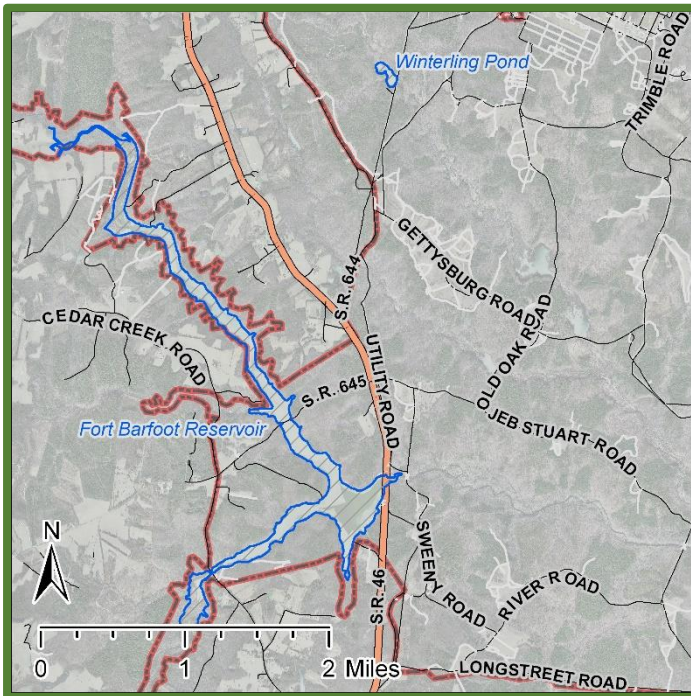 Winterling Pond
TRIMBLE ROAD
GETTYSBURG ROAD
S.R. 644
OLD OAK ROAD
CEDAR CREEK ROAD
UTILITY ROAD
S.R. 645
OJEB STUART ROAD
Fort Barfoot Reservoir
N
SWEENY ROAD
S.R. 46
RIVER ROAD
0 1 2 Miles
LONGSTREET ROAD